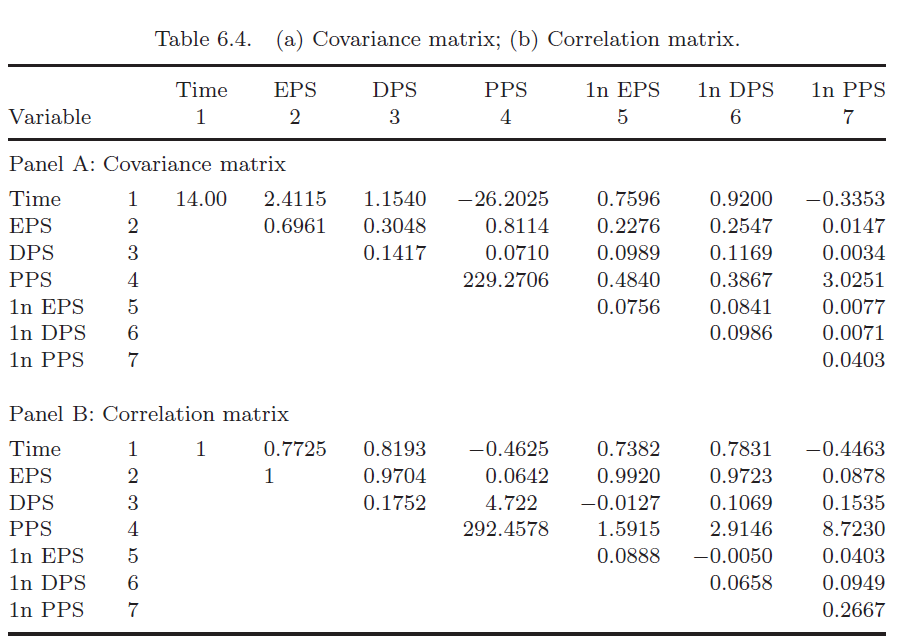 Table 6.4. (a) Covariance matrix; (b) Correlation matrix.
Time EPS DPS PPS 1n EPS 1n DPS 1n PPS
Variable 1 2 3 4 5 6 7
Panel A: Covariance matrix
Time 1 14.00 2.4115 1.1540 −26.2025 0.7596 0.9200 −0.3353
EPS 2 0.6961 0.3048 0.8114 0.2276 0.2547 0.0147
DPS 3 0.1417 0.0710 0.0989 0.1169 0.0034
PPS 4 229.2706 0.4840 0.3867 3.0251
1n EPS 5 0.0756 0.0841 0.0077
1n DPS 6 0.0986 0.0071
1n PPS 7 0.0403
Panel B: Correlation matrix
Time 1 1 0.7725 0.8193 −0.4625 0.7382 0.7831 −0.4463
EPS 2 1 0.9704 0.0642 0.9920 0.9723 0.0878
DPS 3 0.1752 4.722 −0.0127 0.1069 0.1535
PPS 4 292.4578 1.5915 2.9146 8.7230
1n EPS 5 0.0888 −0.0050 0.0403
1n DPS 6 0.0658 0.0949
1n PPS 7 0.2667